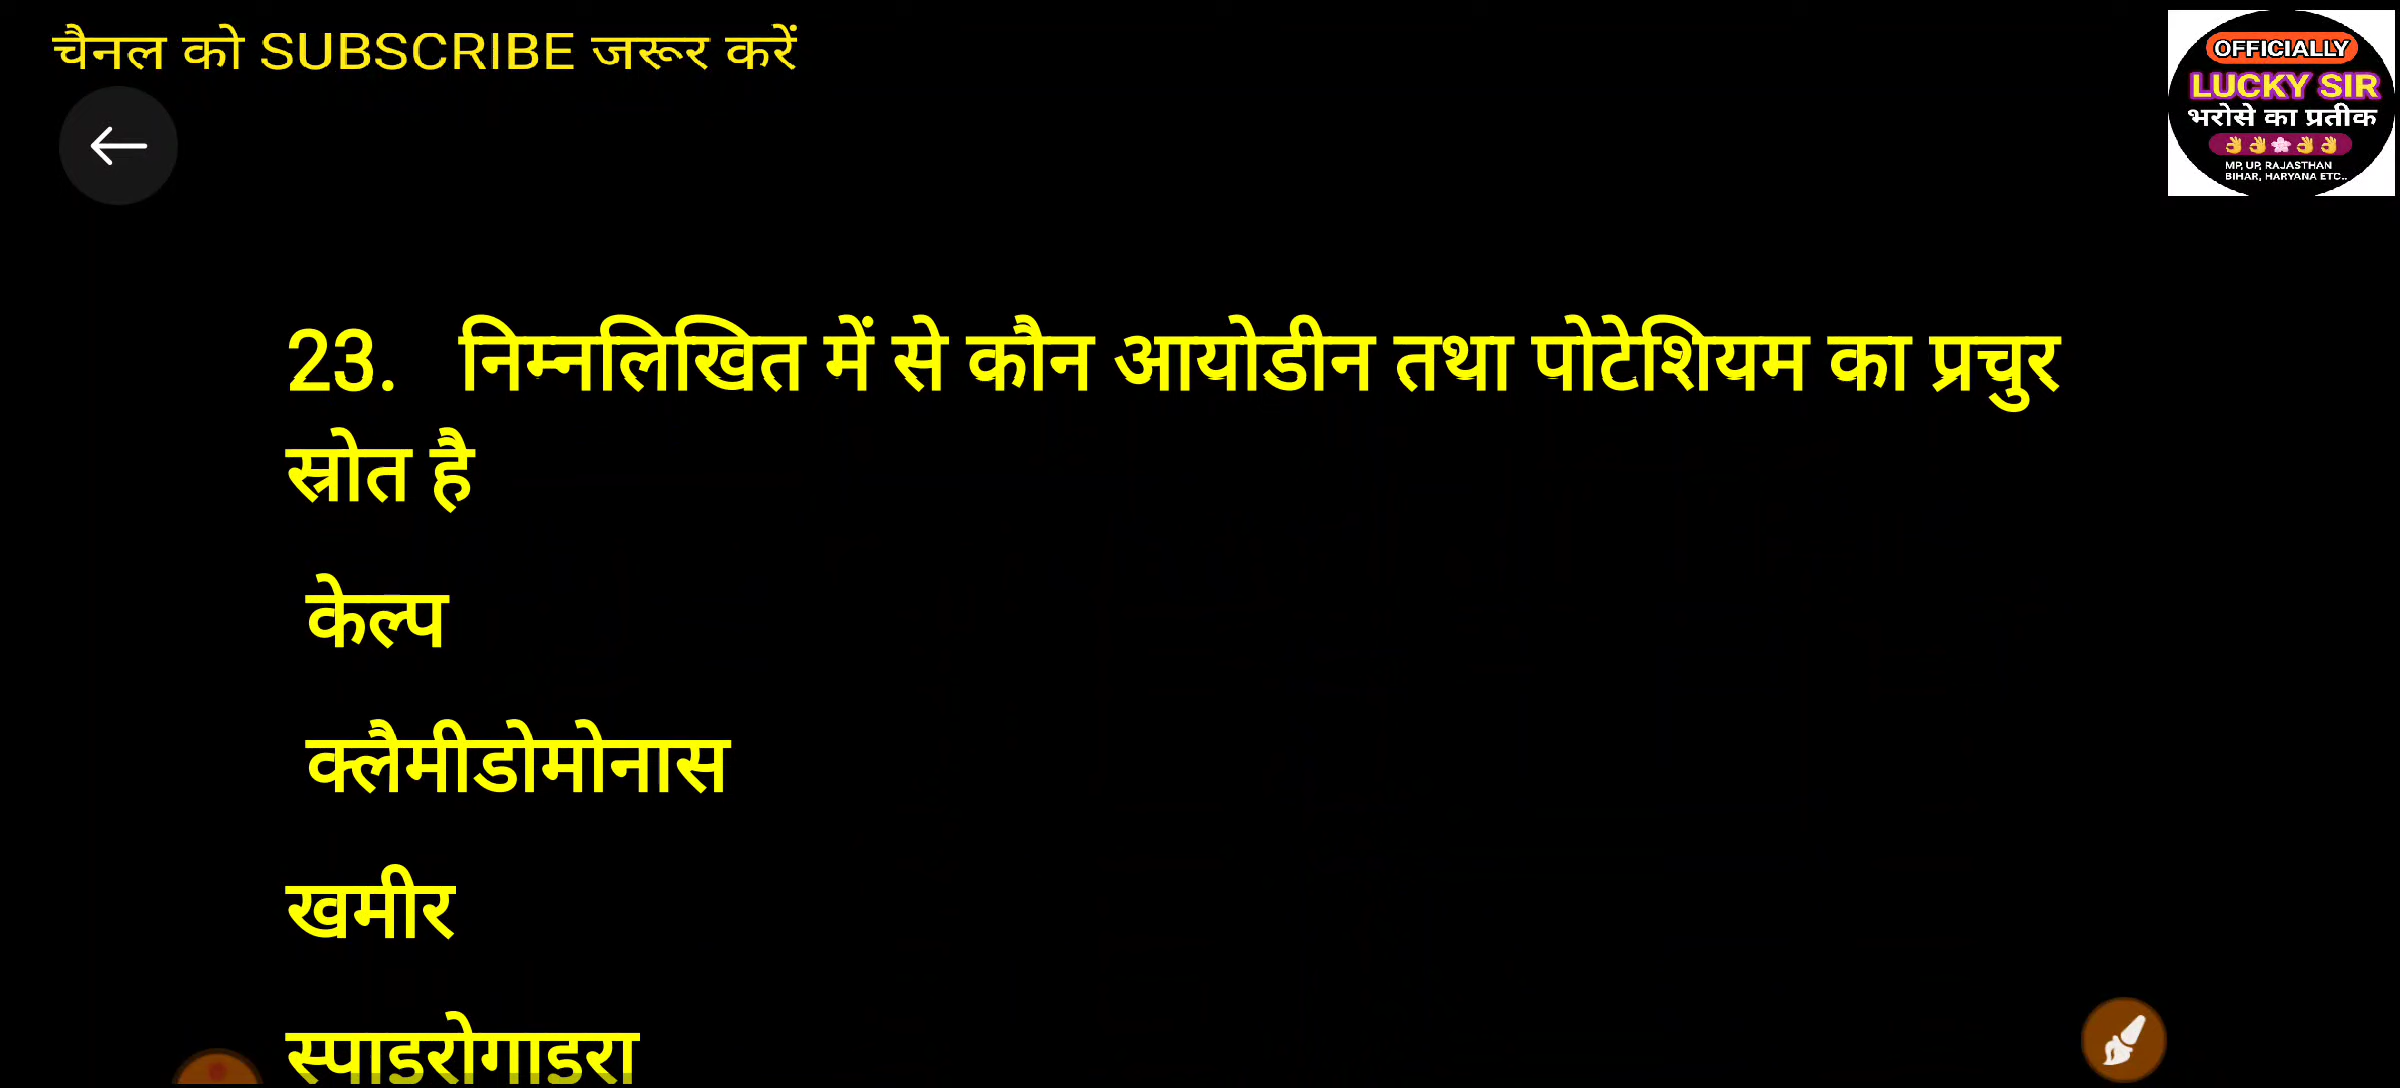 चैनल को SUBSCRIBE जरूर करें
OFFICIALLY
LUCKY SIR
भरोसे का प्रतीक
MP, UP, RAJASTHAN
BIHAR, HARYANA ETC..
23. निम्नलिखित में से कौन आयोडीन तथा पोटेशियम का प्रचुर
स्रोत है
केल्प
क्लैमीडोमोनास
खमीर
स्पाइरोगाइरा